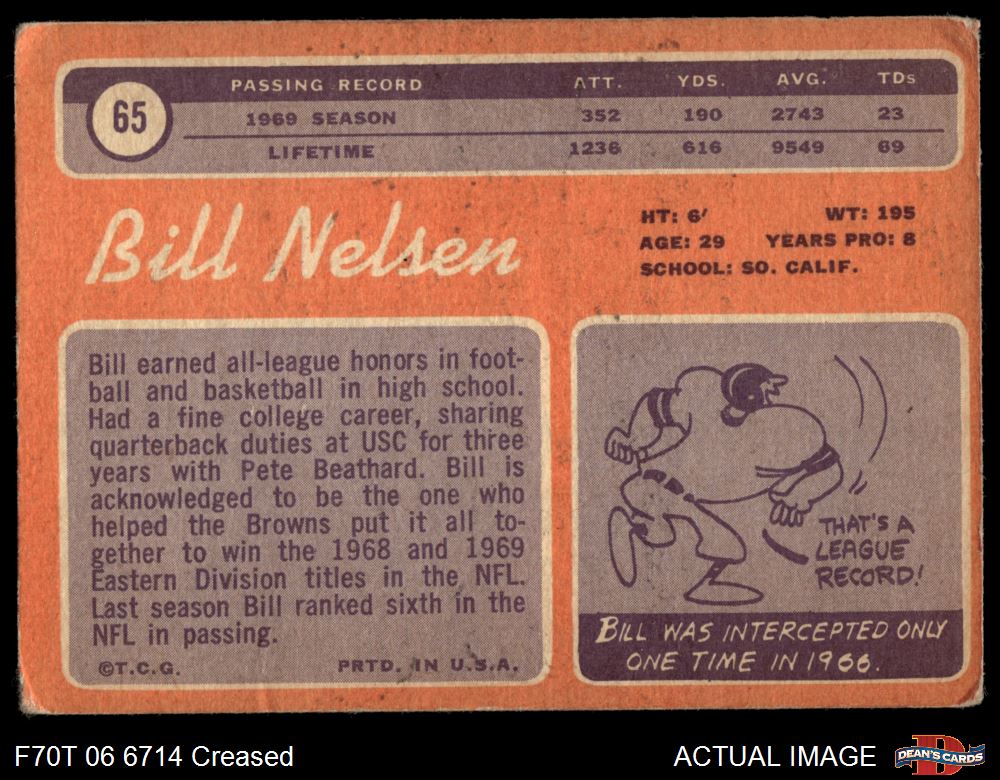 65
PASSING RECORD ATT. YDS. AVG. TDs
1969 SEASON 352 190 2743 23
LIFETIME 1236 616 9549 69
Bill Nelsen
HT: 6' WT: 195
AGE: 29 YEARS PRO: 8
SCHOOL: SO. CALIF.
Bill earned all-league honors in foot-
ball and basketball in high school.
Had a fine college career, sharing
quarterback duties at USC for three
years with Pete Beathard. Bill is
acknowledged to be the one who
helped the Browns put it all to-
gether to win the 1968 and 1969
Eastern Division titles in the NFL.
Last season Bill ranked sixth in the
NFL in passing.
©T.C.G. PRTD. IN U.S.A.
THAT'S A
LEAGUE
RECORD!
BILL WAS INTERCEPTED ONLY
ONE TIME IN 1966.
F70T 06 6714 Creased
ACTUAL IMAGE
DEAN'S CARDS